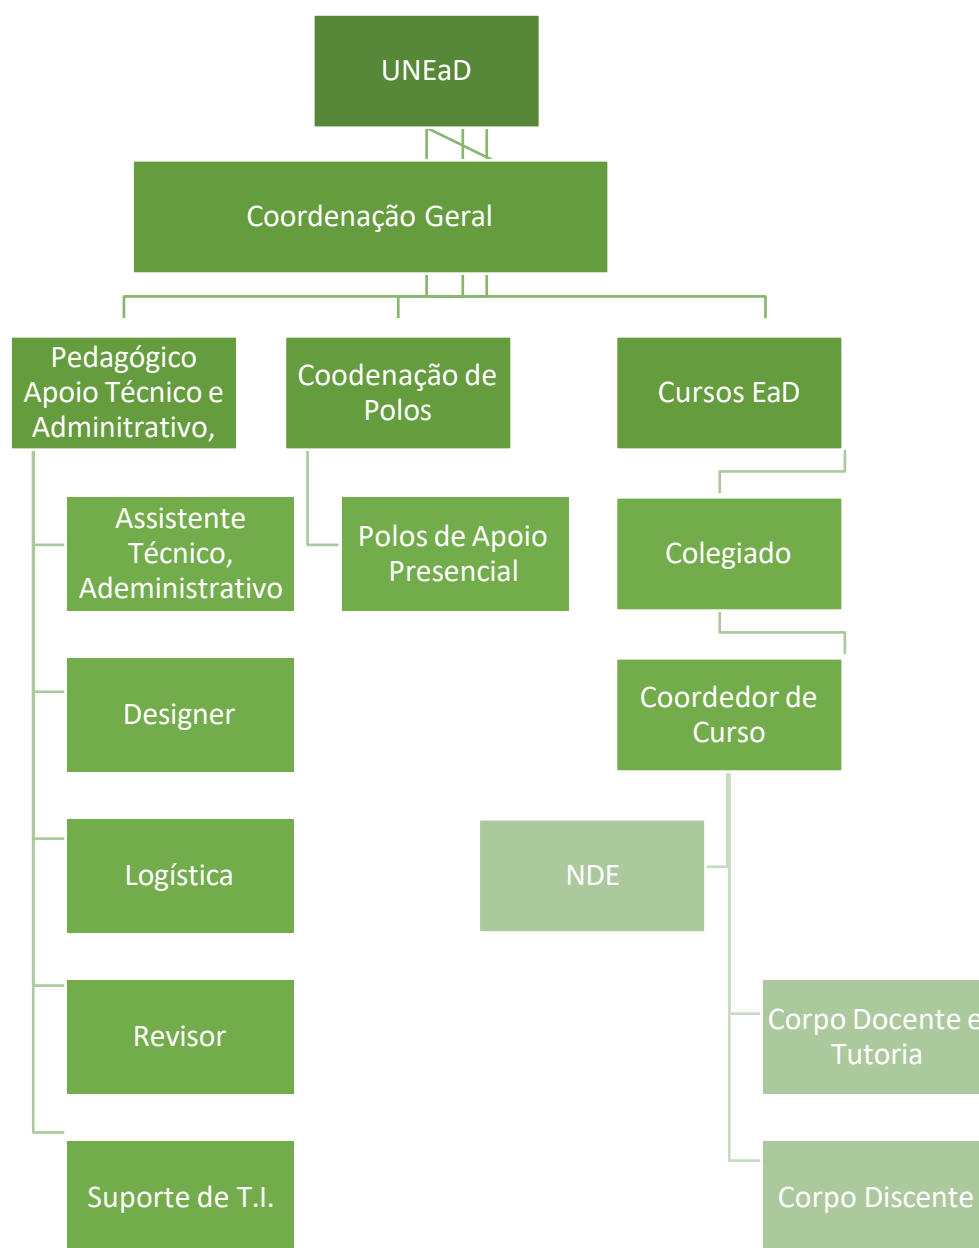 UNEaD
Coordenação Geral
Pedagógico
Apoio Técnico e
Adminitrativo,
Coodenação de
Polos
Cursos EaD
Assistente
Técnico,
Adeministrativo
Polos de Apoio
Presencial
Colegiado
Designer
Coordedor de
Curso
Logística
NDE
Revisor
Corpo Docente e
Tutoria
Suporte de T.I.
Corpo Discente